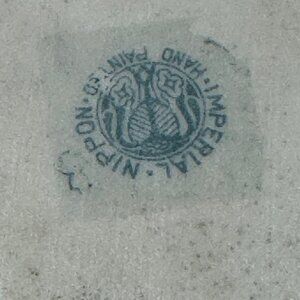 IMPERIAL · NIPPON ·
HAND PAINTED